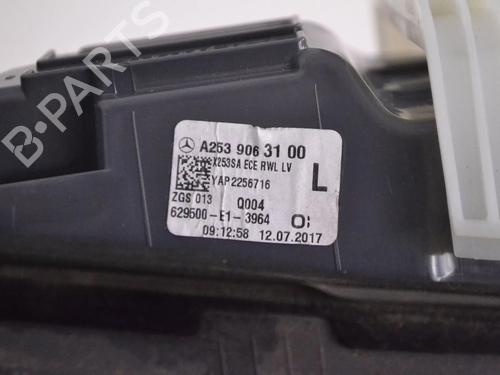 B-Parts
A253 906 31 00
X253SA ECE RWL LV
YAP2256716
L
ZGS 013 Q004
629500-E1-3964
09:12:58 12.07.2017